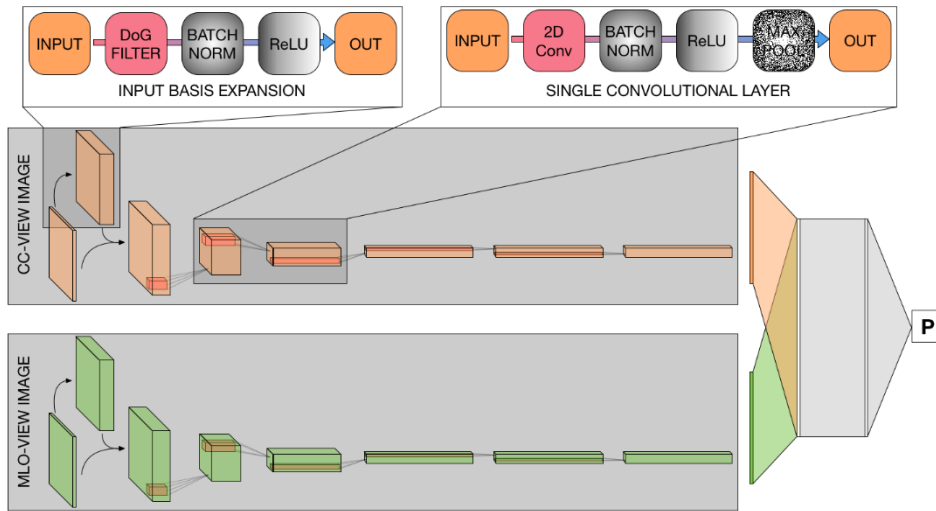 INPUT
DoG
FILTER
BATCH
NORM
ReLU
OUT
INPUT BASIS EXPANSION
INPUT
2D
Conv
BATCH
NORM
ReLU
MAX
POOL
OUT
SINGLE CONVOLUTIONAL LAYER
CC-VIEW IMAGE
MLO-VIEW IMAGE
P